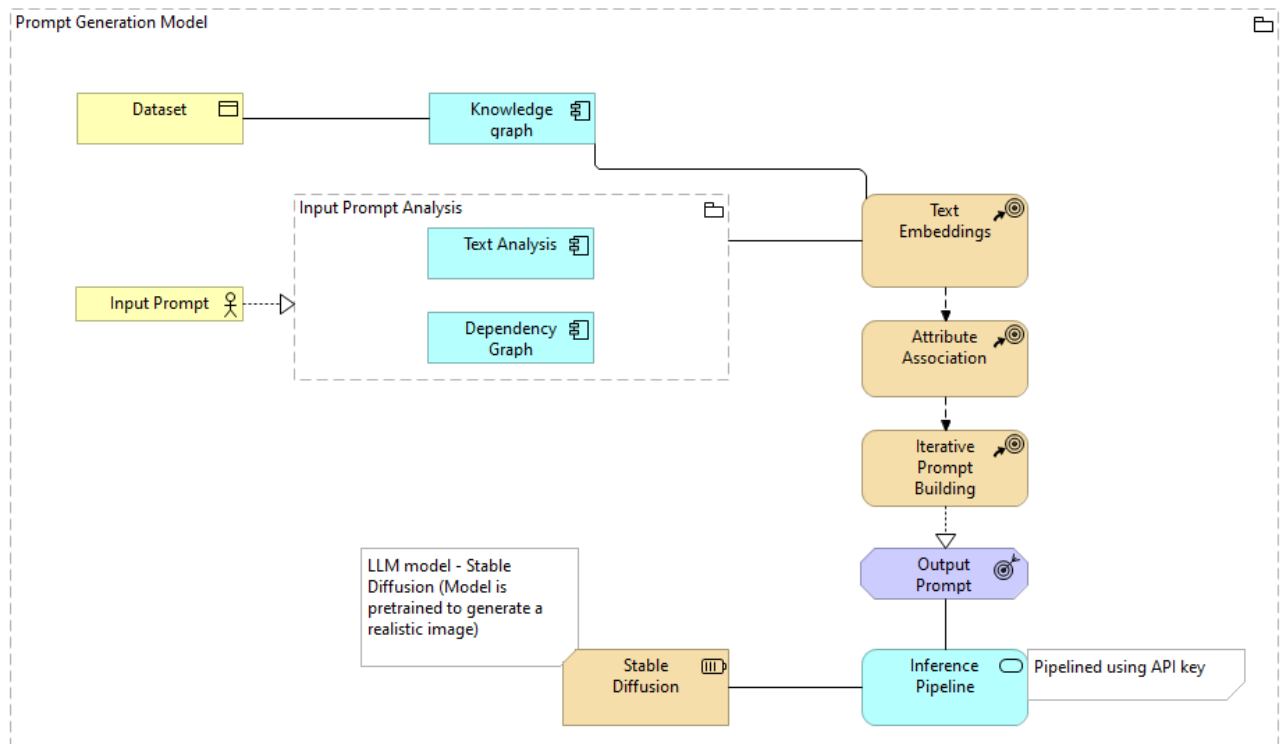 Prompt Generation Model
Dataset
Knowledge
graph
Input Prompt Analysis
Text Analysis
Text
Embeddings
Input Prompt
Dependency
Graph
Attribute
Association
Iterative
Prompt
Building
LLM model - Stable
Diffusion (Model is
pretrained to generate a
realistic image)
Output
Prompt
Stable
Diffusion
Inference
Pipeline
Pipelined using API key